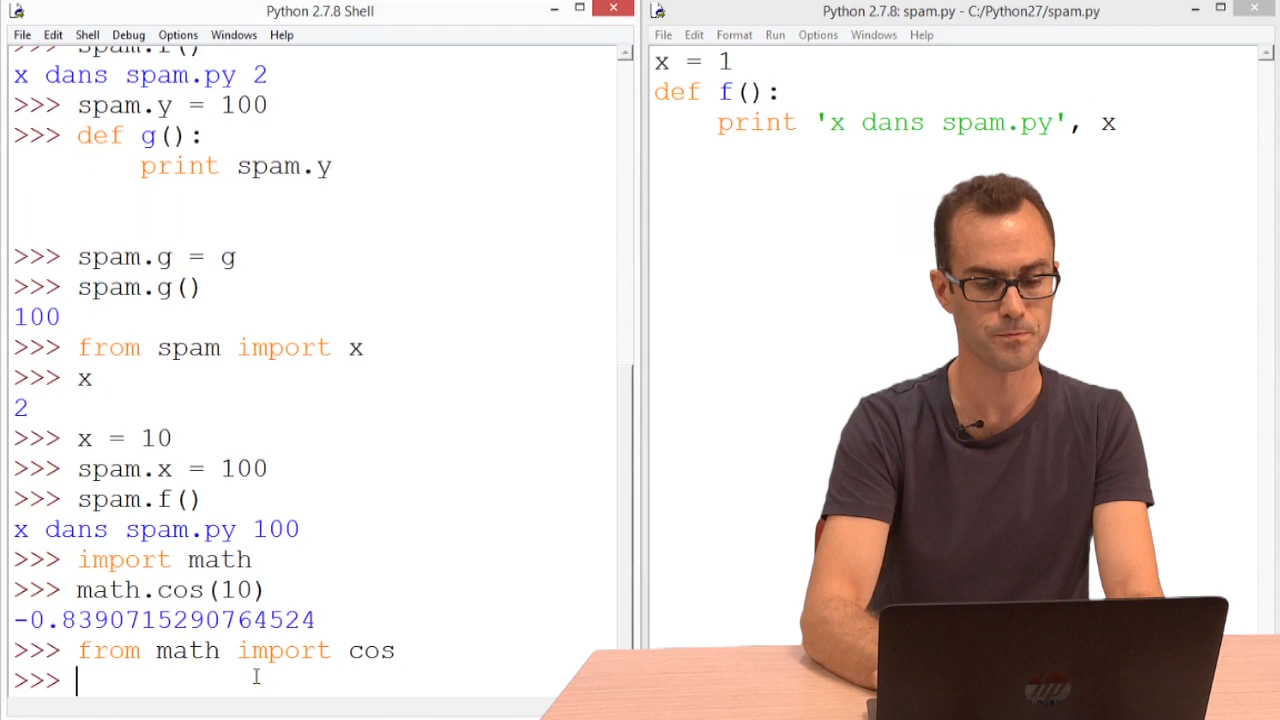 Python 2.7.8 Shell
File Edit Shell Debug Options Windows Help
>>> spam.f()
x dans spam.py 2
>>> spam.y = 100
>>> def g():
print spam.y
>>> spam.g = g
>>> spam.g()
100
>>> from spam import x
>>> x
2
>>> x = 10
>>> spam.x = 100
>>> spam.f()
x dans spam.py 100
>>> import math
>>> math.cos(10)
-0.8390715290764524
>>> from math import cos
>>>
Python 2.7.8: spam.py - C:/Python27/spam.py
File Edit Format Run Options Windows Help
x = 1
def f():
print 'x dans spam.py', x